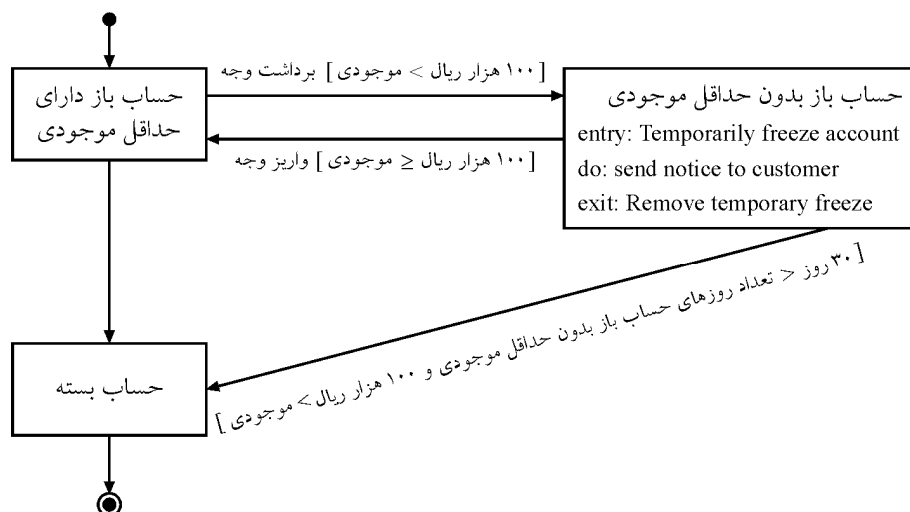 [۱۰۰ هزار ریال > موجودی] برداشت وجه
حساب باز دارای
حداقل موجودی
[۱۰۰ هزار ریال ≤ موجودی] واریز وجه
حساب باز بدون حداقل موجودی
entry: Temporarily freeze account
do: send notice to customer
exit: Remove temporary freeze
[۳۰ روز < تعداد روزهای حساب باز بدون حداقل موجودی و ۱۰۰ هزار ریال > موجودی]
حساب بسته